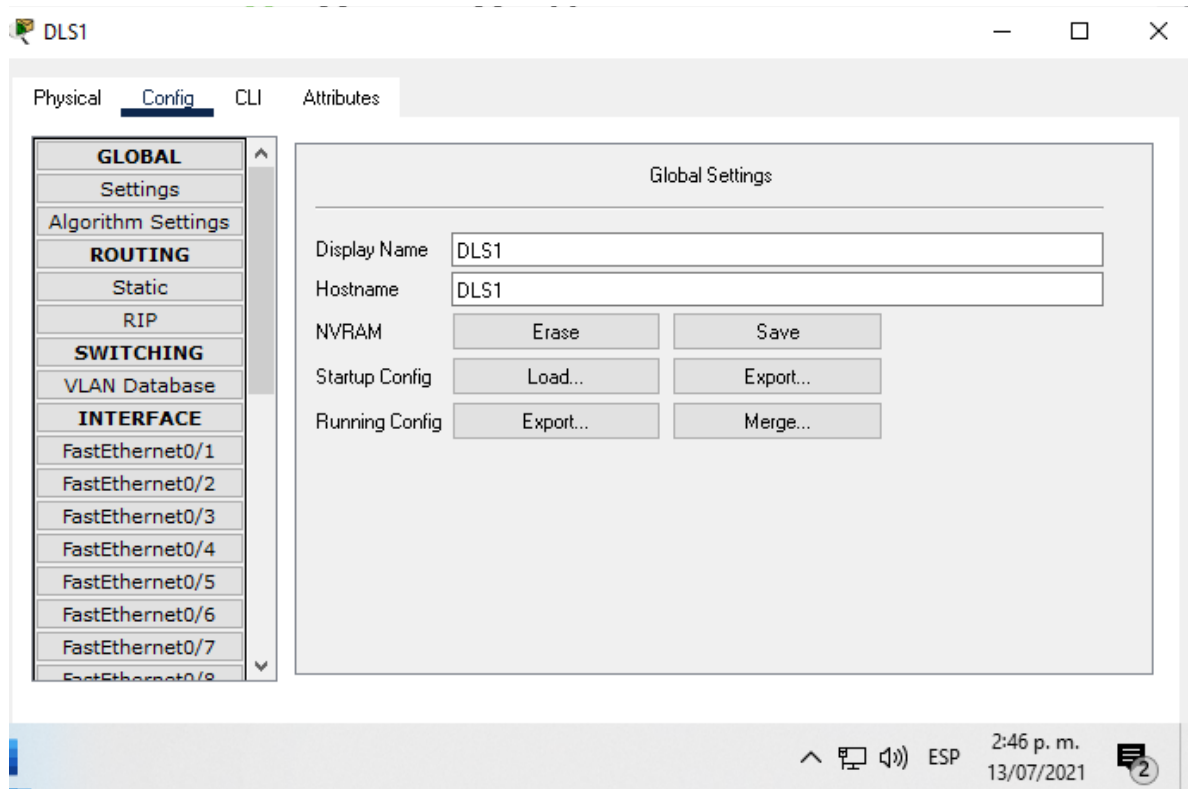 DLS1
Physical Config CLI Attributes
GLOBAL
Settings
Algorithm Settings
ROUTING
Static
RIP
SWITCHING
VLAN Database
INTERFACE
FastEthernet0/1
FastEthernet0/2
FastEthernet0/3
FastEthernet0/4
FastEthernet0/5
FastEthernet0/6
FastEthernet0/7
FastEthernet0/8
Global Settings
Display Name DLS1
Hostname DLS1
NVRAM Erase Save
Startup Config Load... Export...
Running Config Export... Merge...
ESP 2:46 p. m.
13/07/2021
2